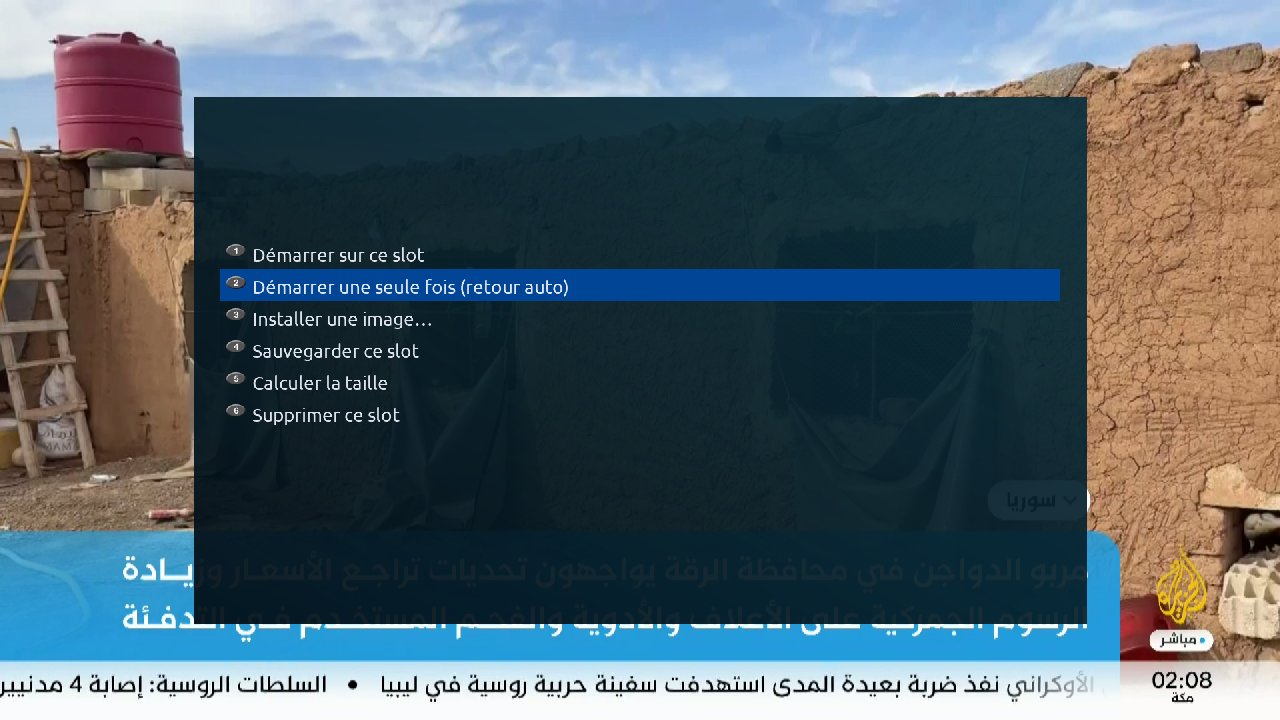 1 Démarrer sur ce slot
2 Démarrer une seule fois (retour auto)
3 Installer une image...
4 Sauvegarder ce slot
5 Calculer la taille
6 Supprimer ce slot
سوريا
مربو الدواجن في محافظة الرقة يواجهون تحديات تراجع الأسعار وزيادة
الرسوم الجمركية على الأعلاف والأدوية والفحم المستخدم في التدفئة
مباشر
الأوكراني نفذ ضربة بعيدة المدى استهدفت سفينة حربية روسية في ليبيا • السلطات الروسية: إصابة 4 مدنيين
02:08
مكة